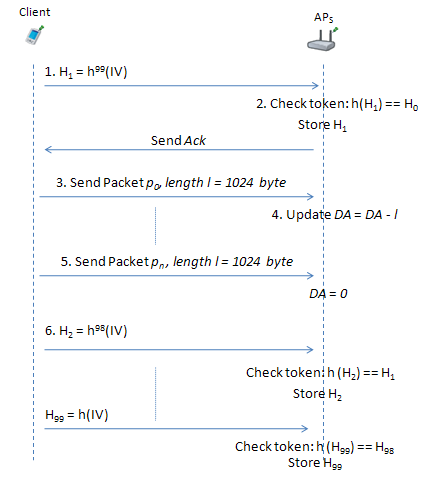 Client
APs
1. H₁ = h⁹⁹(IV)
2. Check token: h(H₁) == H₀
Store H₁
Send Ack
3. Send Packet p₀, length l = 1024 byte
4. Update DA = DA - l
5. Send Packet pₙ, length l = 1024 byte
DA = 0
6. H₂ = h⁹⁸(IV)
Check token: h (H₂) == H₁
Store H₂
H₉₉ = h(IV)
Check token: h (H₉₉) == H₉₈
Store H₉₉